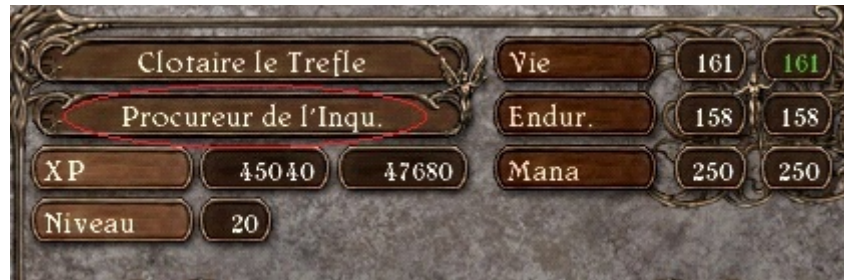 Clotaire le Trefle
Procureur de l'Inqu.
XP 45040 47680
Niveau 20
Vie 161 161
Endur. 158 158
Mana 250 250